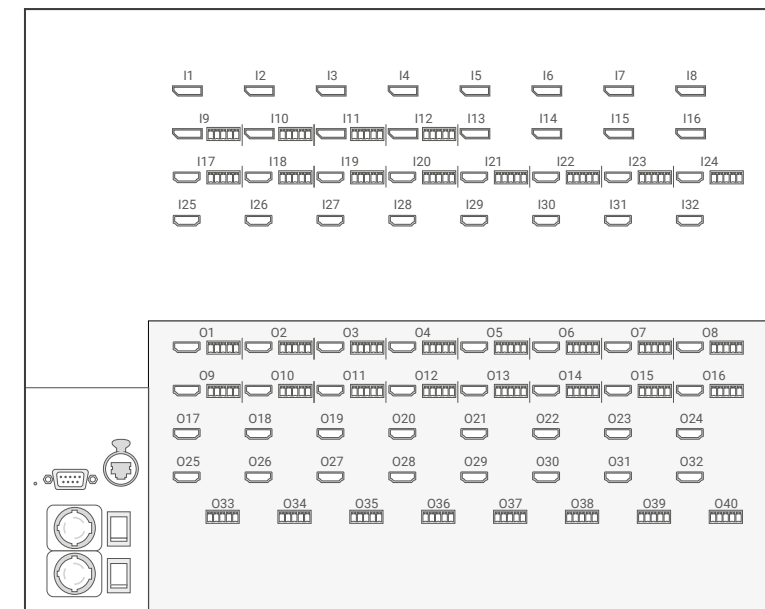 I1 I2 I3 I4 I5 I6 I7 I8
I9 I10 I11 I12 I13 I14 I15 I16
I17 I18 I19 I20 I21 I22 I23 I24
I25 I26 I27 I28 I29 I30 I31 I32
O1 O2 O3 O4 O5 O6 O7 O8
O9 O10 O11 O12 O13 O14 O15 O16
O17 O18 O19 O20 O21 O22 O23 O24
O25 O26 O27 O28 O29 O30 O31 O32
O33 O34 O35 O36 O37 O38 O39 O40